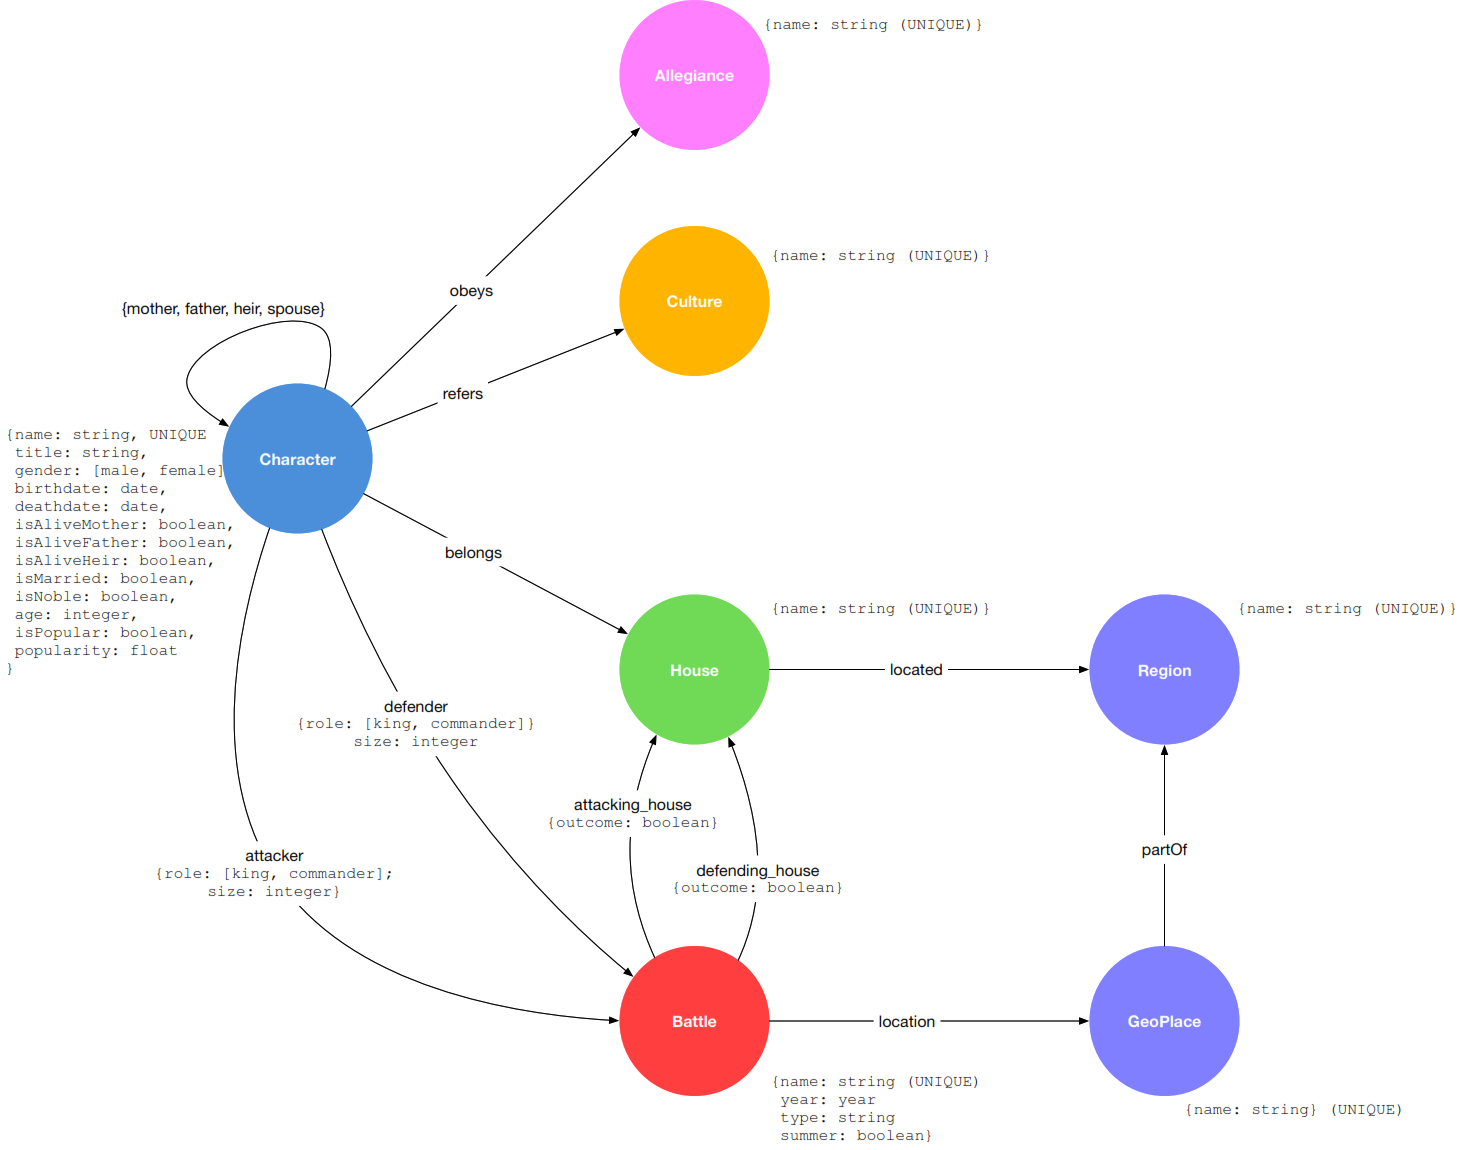 {name: string (UNIQUE)}
Allegiance
{name: string (UNIQUE)}
Culture
obeys
{mother, father, heir, spouse}
refers
{name: string, UNIQUE
title: string,
gender: [male, female]
birthdate: date,
deathdate: date,
isAliveMother: boolean,
isAliveFather: boolean,
isAliveHeir: boolean,
isMarried: boolean,
isNoble: boolean,
age: integer,
isPopular: boolean,
popularity: float
}
Character
belongs
{name: string (UNIQUE)}
{name: string (UNIQUE)}
House
located
Region
defender
{role: [king, commander]}
size: integer
attacking_house
{outcome: boolean}
attacker
{role: [king, commander];
size: integer}
defending_house
{outcome: boolean}
partOf
Battle
location
GeoPlace
{name: string (UNIQUE)
year: year
type: string
summer: boolean}
{name: string} (UNIQUE)